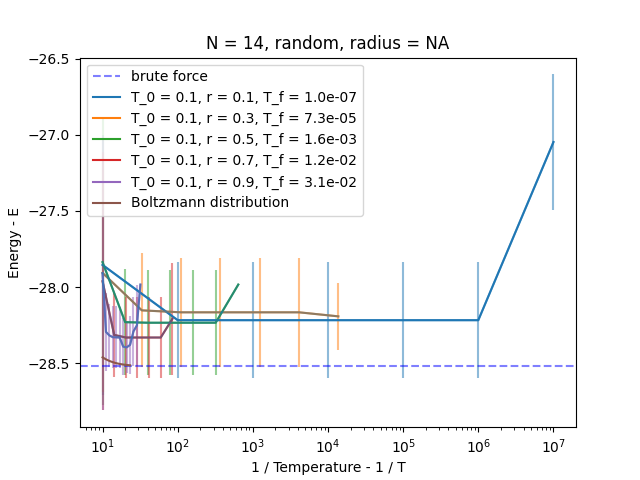 N = 14, random, radius = NA
Energy - E
−26.5
−27.0
−27.5
−28.0
−28.5
brute force
T_0 = 0.1, r = 0.1, T_f = 1.0e-07
T_0 = 0.1, r = 0.3, T_f = 7.3e-05
T_0 = 0.1, r = 0.5, T_f = 1.6e-03
T_0 = 0.1, r = 0.7, T_f = 1.2e-02
T_0 = 0.1, r = 0.9, T_f = 3.1e-02
Boltzmann distribution
10¹ 10² 10³ 10⁴ 10⁵ 10⁶ 10⁷
1 / Temperature - 1 / T